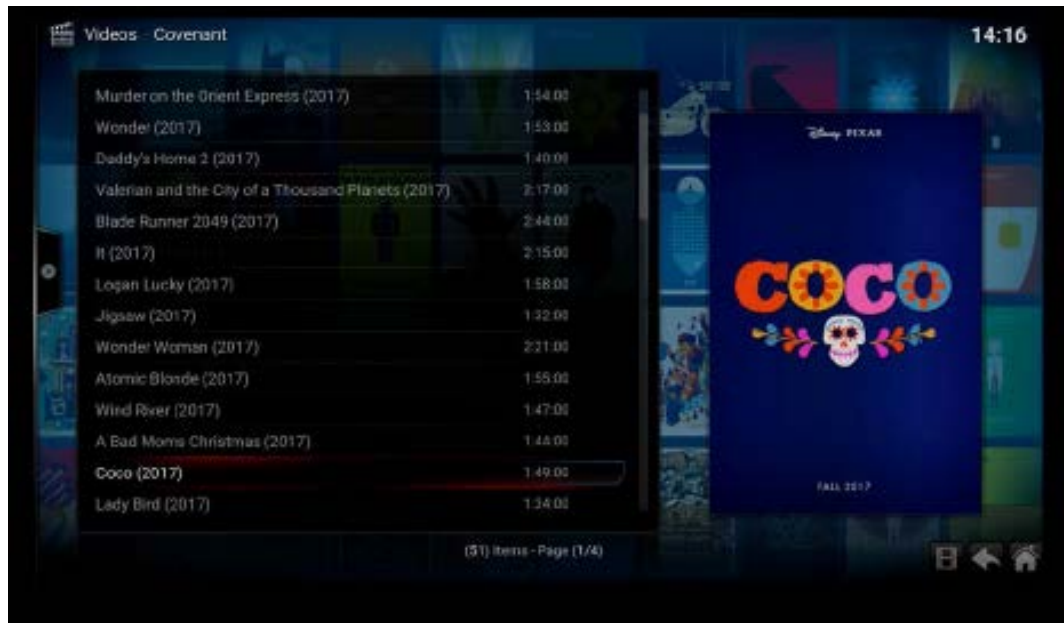 Videos - Covenant
14:16
Murder on the Orient Express (2017) 1:54:00
Wonder (2017) 1:53:00
Daddy's Home 2 (2017) 1:40:00
Valerian and the City of a Thousand Planets (2017) 2:17:00
Blade Runner 2049 (2017) 2:44:00
It (2017) 2:15:00
Logan Lucky (2017) 1:58:00
Jigsaw (2017) 1:32:00
Wonder Woman (2017) 2:21:00
Atomic Blonde (2017) 1:55:00
Wind River (2017) 1:47:00
A Bad Moms Christmas (2017) 1:44:00
Coco (2017) 1:49:00
Lady Bird (2017) 1:34:00
(51) Items - Page (1/4)
Disney PIXAR
COCO
FALL 2017